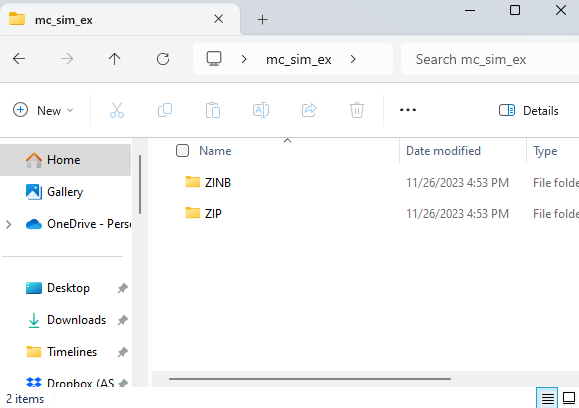 mc_sim_ex
mc_sim_ex
Search mc_sim_ex
New
Details
Name Date modified Type
Home
Gallery
OneDrive - Pers
Desktop
Downloads
Timelines
Dropbox (AS
ZINB 11/26/2023 4:53 PM File folde
ZIP 11/26/2023 4:53 PM File folde
2 items